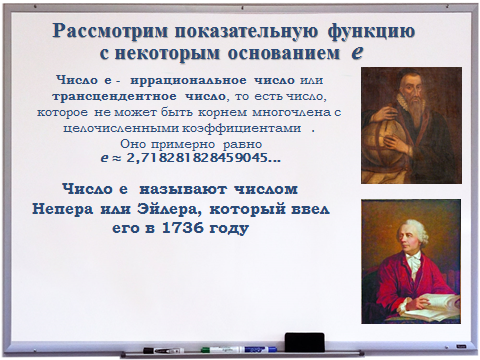 Рассмотрим показательную функцию
с некоторым основанием e
Число е - иррациональное число или
трансцендентное число, то есть число,
которое не может быть корнем многочлена с
целочисленными коэффициентами .
Оно примерно равно
e ≈ 2,718281828459045...
Число е называют числом
Непера или Эйлера, который ввел
его в 1736 году